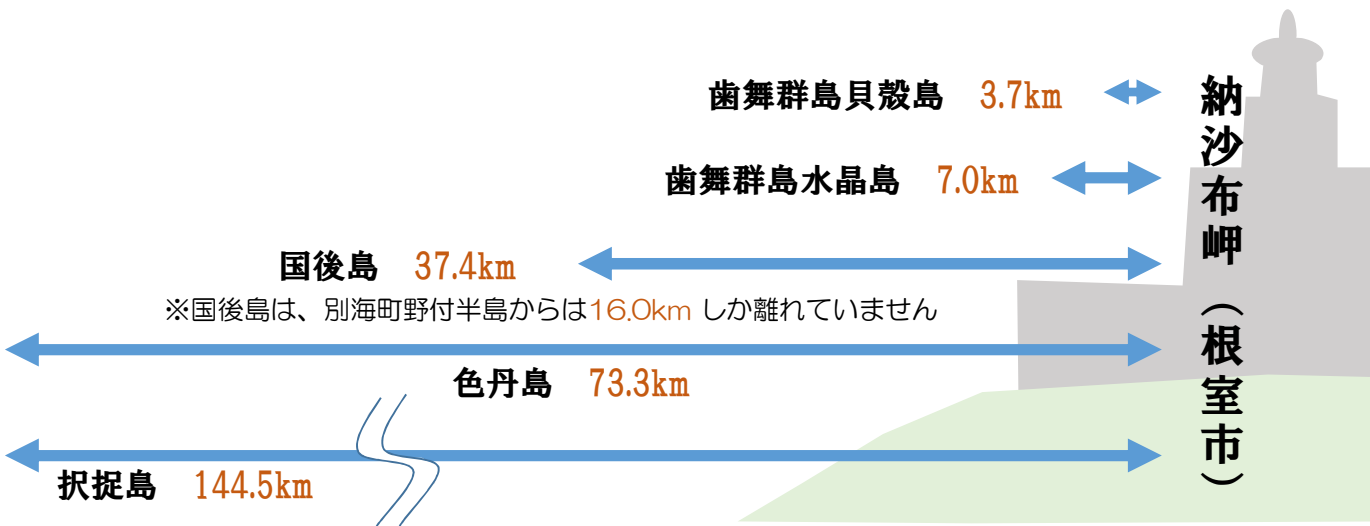 歯舞群島貝殻島 3.7km
歯舞群島水晶島 7.0km
国後島 37.4km
※国後島は、別海町野付半島からは16.0km しか離れていません
色丹島 73.3km
択捉島 144.5km
納沙布岬（根室市）